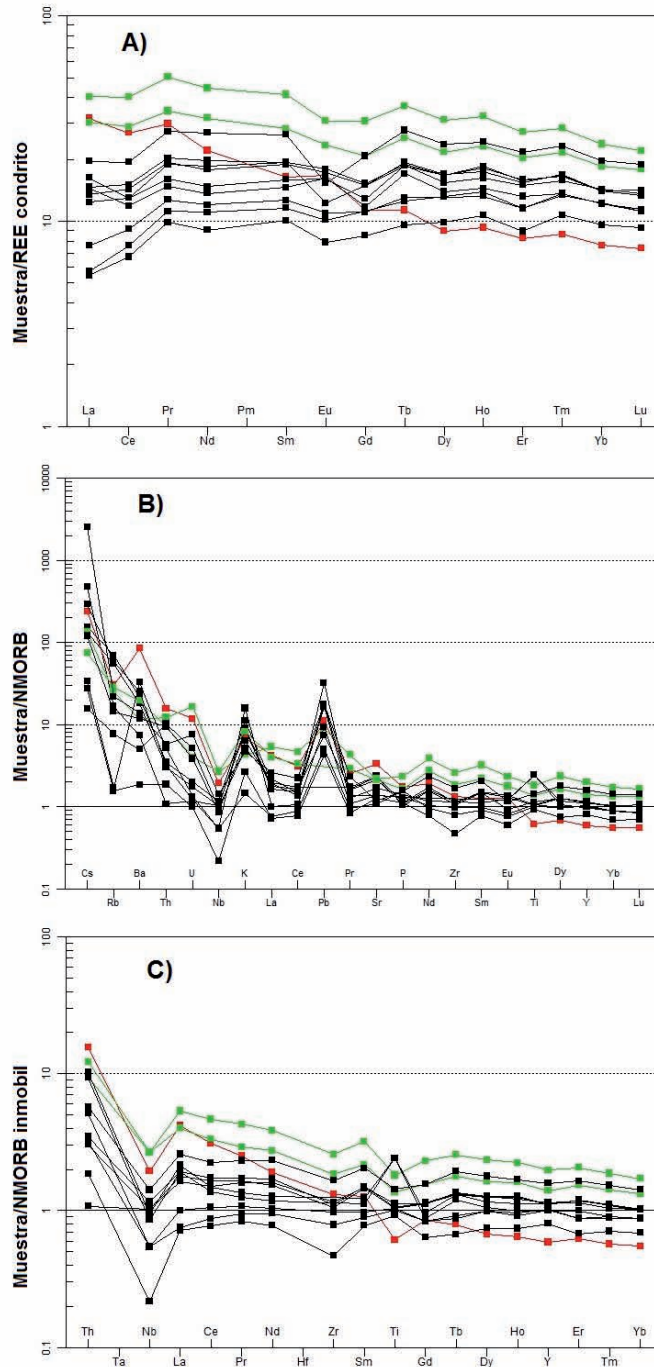 A)
Muestra/REE condrito
100
10
1
La Pr Pm Eu Tb Ho Tm Lu
Ce Nd Sm Gd Dy Er Yb
B)
Muestra/NMORB
10000
1000
100
10
1
0.1
Cs Ba U K Ce Pr P Zr Eu Dy Yb
Rb Th Nb La Pb Sr Nd Sm Ti Y Lu
C)
Muestra/NMORB inmobil
100
10
1
0,1
Th Nb Ce Nd Zr Ti Tb Ho Er Yb
Ta La Pr Hf Sm Gd Dy Y Tm